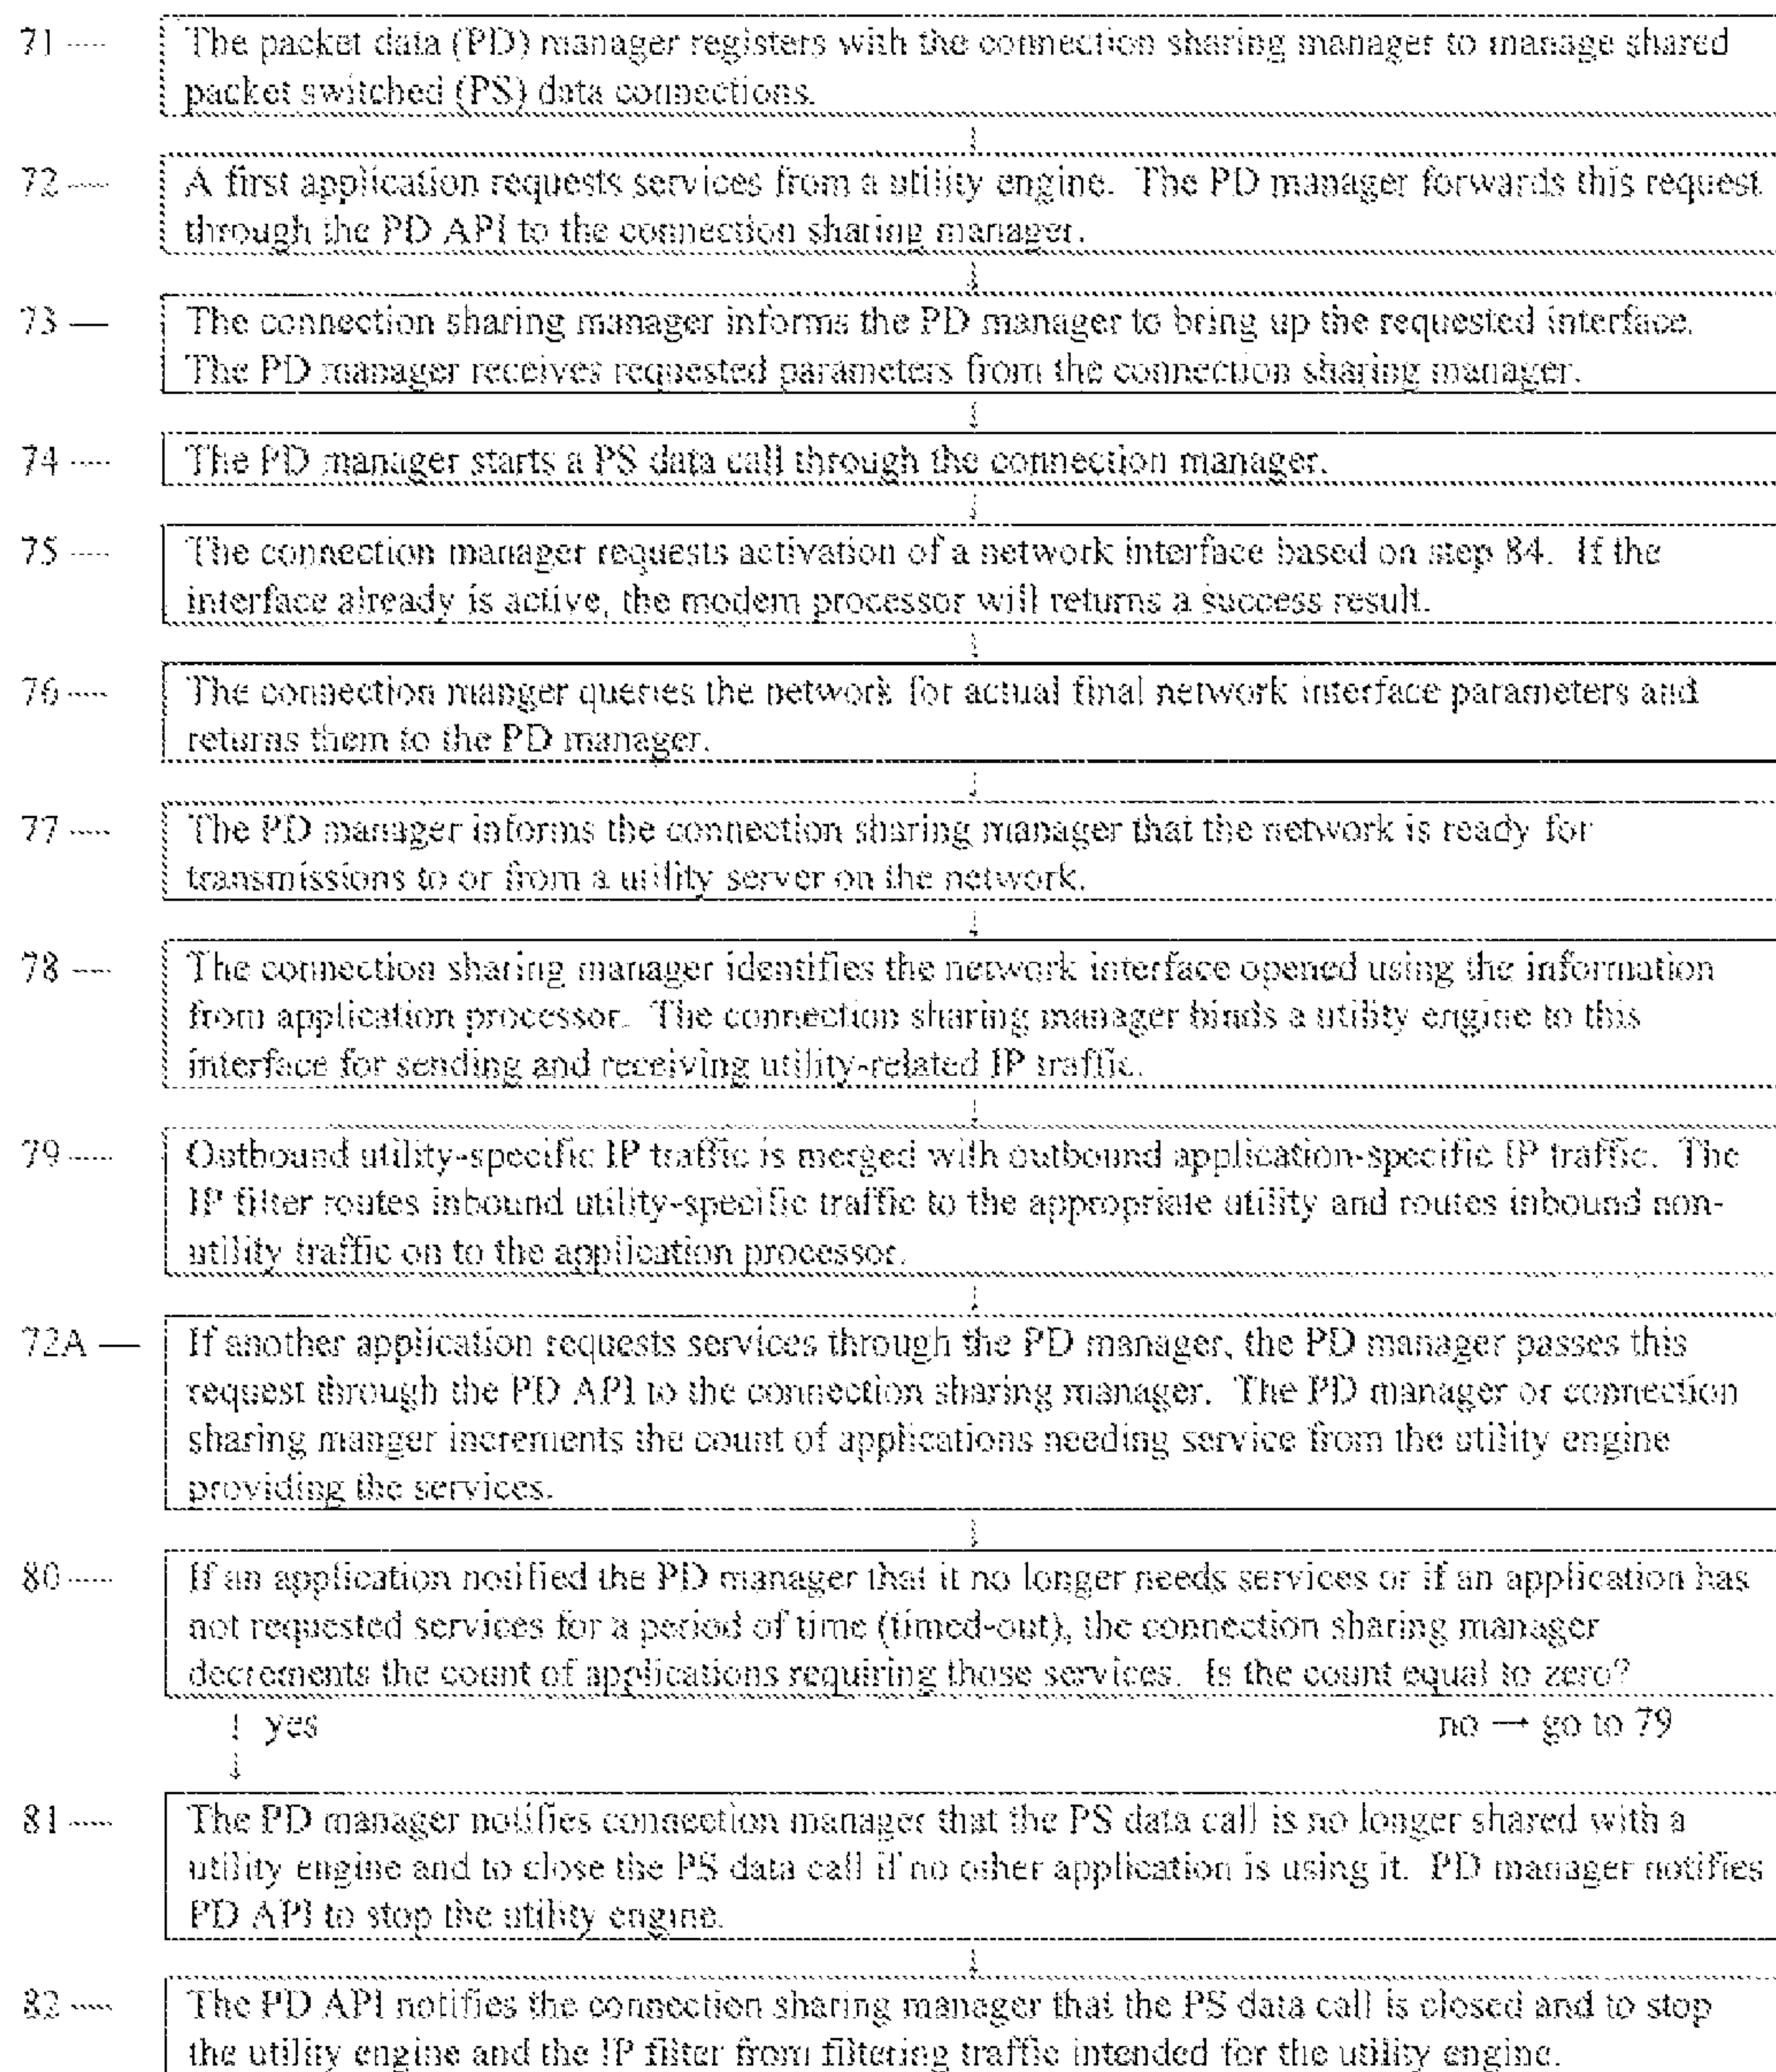 71 The packet data (PD) manager registers with the connection sharing manager to manage shared
packet switched (PS) data connections.
72 A first application requests services from a utility engine. The PD manager forwards this request
through the PD API to the connection sharing manager.
73 The connection sharing manager informs the PD manager to bring up the requested interface.
The PD manager receives requested parameters from the connection sharing manager.
74 The PD manager starts a PS data call through the connection manager.
75 The connection manager requests activation of a network interface based on step 84. If the
interface already is active, the modem processor will returns a success result.
76 The connection manger queries the network for actual final network interface parameters and
returns them to the PD manager.
77 The PD manager informs the connection sharing manager that the network is ready for
transmissions to or from a utility server on the network.
78 The connection sharing manager identifies the network interface opened using the information
from application processor. The connection sharing manager binds a utility engine to this
interface for sending and receiving utility-related IP traffic.
79 Outbound utility-specific IP traffic is merged with outbound application-specific IP traffic. The
IP filter routes inbound utility-specific traffic to the appropriate utility and routes inbound non-
utility traffic on to the application processor.
72A If another application requests services through the PD manager, the PD manager passes this
request through the PD API to the connection sharing manager. The PD manager or connection
sharing manger increments the count of applications needing service from the utility engine
providing the services.
80 If an application notified the PD manager that it no longer needs services or if an application has
not requested services for a period of time (timed-out), the connection sharing manager
decrements the count of applications requiring those services. Is the count equal to zero?
yes no → go to 79
81 The PD manager notifies connection manager that the PS data call is no longer shared with a
utility engine and to close the PS data call if no other application is using it. PD manager notifies
PD API to stop the utility engine.
82 The PD API notifies the connection sharing manager that the PS data call is closed and to stop
the utility engine and the IP filter from filtering traffic intended for the utility engine.